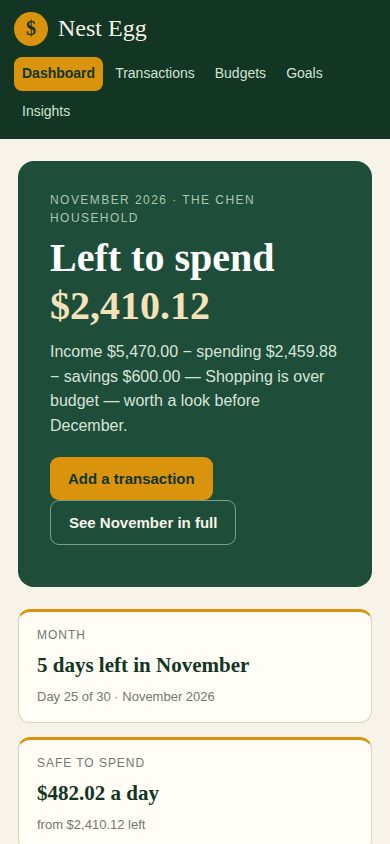 $ Nest Egg
Dashboard Transactions Budgets Goals
Insights
NOVEMBER 2026 · THE CHEN
HOUSEHOLD
Left to spend
$2,410.12
Income $5,470.00 − spending $2,459.88
− savings $600.00 — Shopping is over
budget — worth a look before
December.
Add a transaction
See November in full
MONTH
5 days left in November
Day 25 of 30 · November 2026
SAFE TO SPEND
$482.02 a day
from $2,410.12 left